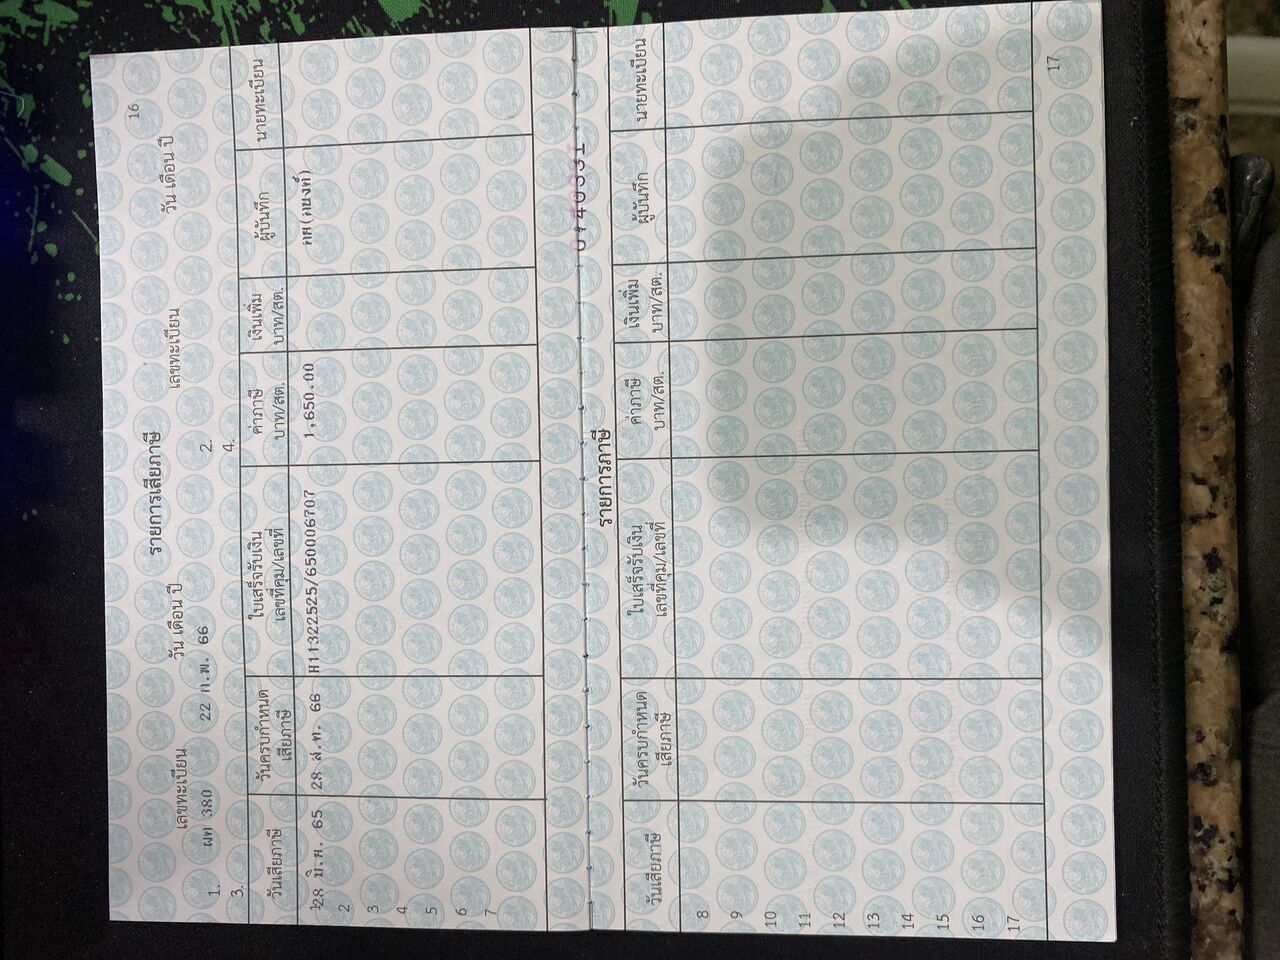 16
รายการเสียภาษี
เลขทะเบียน วัน เดือน ปี เลขทะเบียน วัน เดือน ปี
1. ผท 380 22 ก.พ. 66 2.
3. 4.
วันเสียภาษี วันครบกำหนดเสียภาษี ใบเสร็จรับเงิน เลขที่คุม/เลขที่ ค่าภาษี บาท/สต. เงินเพิ่ม บาท/สต. ผู้บันทึก นายทะเบียน
1 28 มิ.ย. 65 28 ส.ค. 66 H11322525/650006707 1,650.00
2
3
4
5
6
7
รายการภาษี
วันเสียภาษี วันครบกำหนดเสียภาษี ใบเสร็จรับเงิน เลขที่คุม/เลขที่ ค่าภาษี บาท/สต. เงินเพิ่ม บาท/สต. ผู้บันทึก นายทะเบียน
8
9
10
11
12
13
14
15
16
17
17